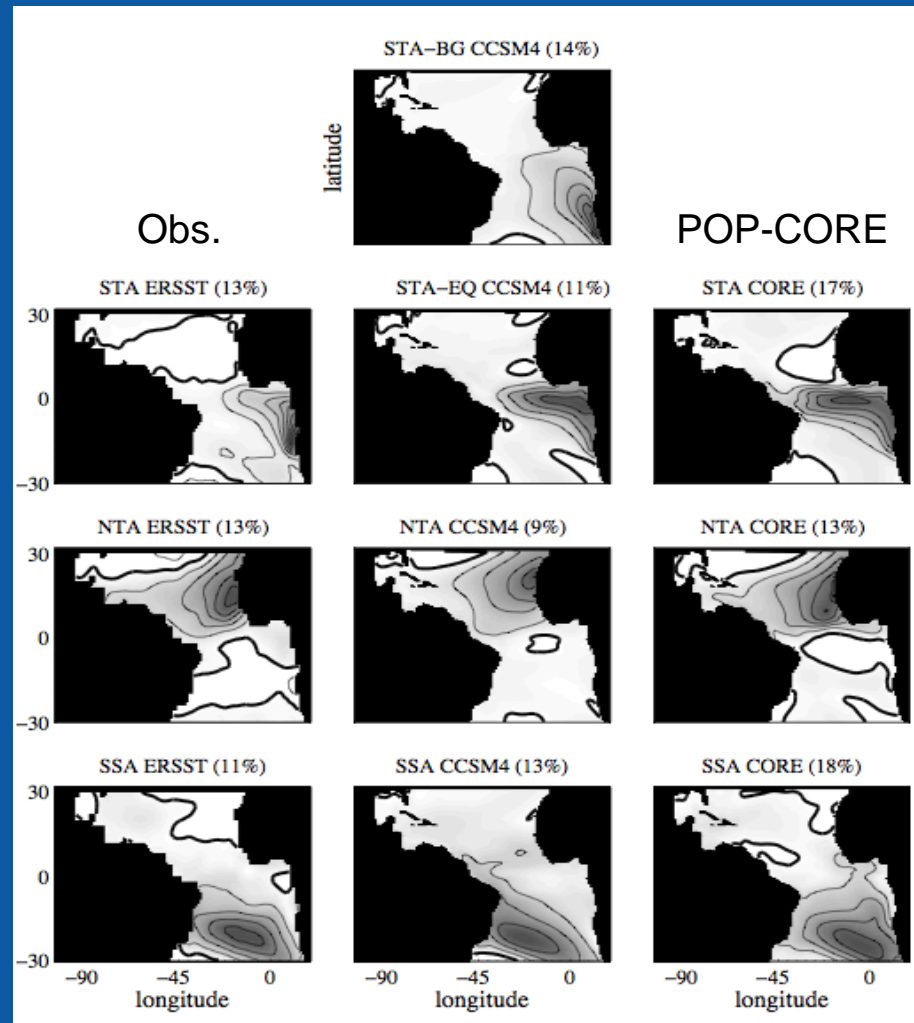 STA−BG CCSM4 (14%)
latitude
Obs.
POP-CORE
STA ERSST (13%)
STA−EQ CCSM4 (11%)
STA CORE (17%)
30
0
−30
NTA ERSST (13%)
NTA CCSM4 (9%)
NTA CORE (13%)
30
0
−30
SSA ERSST (11%)
SSA CCSM4 (13%)
SSA CORE (18%)
30
0
−30
−90 −45 0
−90 −45 0
−90 −45 0
longitude
longitude
longitude